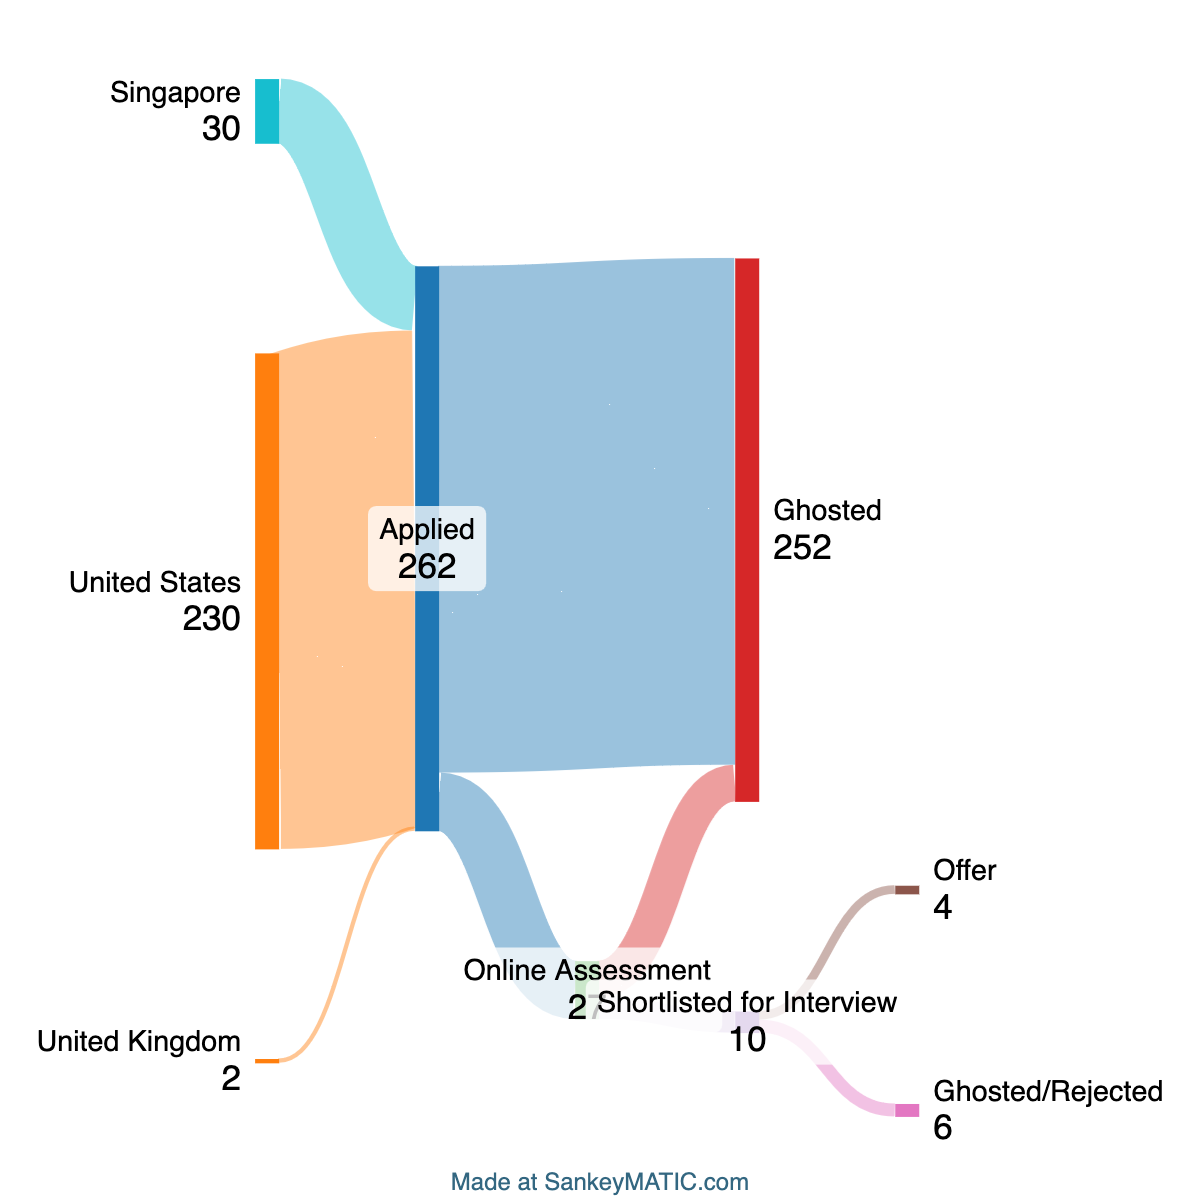 Singapore
30
Applied
262
United States
230
Ghosted
252
Offer
4
Online Assessment
27
Shortlisted for Interview
10
United Kingdom
2
Ghosted/Rejected
6
Made at SankeyMATIC.com